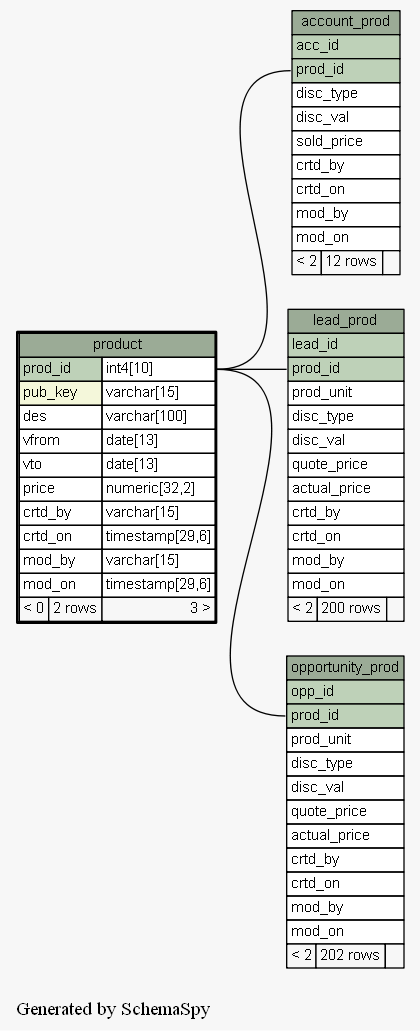 account_prod
acc_id
prod_id
disc_type
disc_val
sold_price
crtd_by
crtd_on
mod_by
mod_on
< 2 12 rows
product
prod_id int4[10]
pub_key varchar[15]
des varchar[100]
vfrom date[13]
vto date[13]
price numeric[32,2]
crtd_by varchar[15]
crtd_on timestamp[29,6]
mod_by varchar[15]
mod_on timestamp[29,6]
< 0 2 rows 3 >
lead_prod
lead_id
prod_id
prod_unit
disc_type
disc_val
quote_price
actual_price
crtd_by
crtd_on
mod_by
mod_on
< 2 200 rows
opportunity_prod
opp_id
prod_id
prod_unit
disc_type
disc_val
quote_price
actual_price
crtd_by
crtd_on
mod_by
mod_on
< 2 202 rows
Generated by SchemaSpy